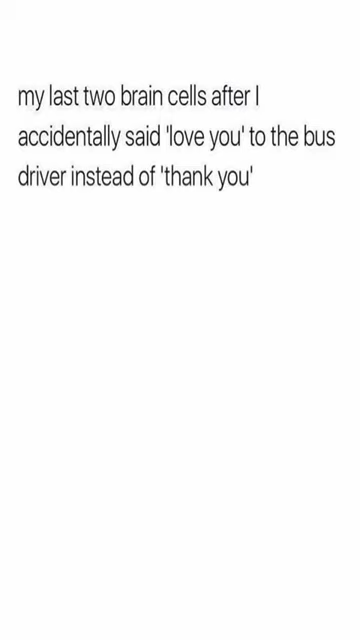 my last two brain cells after I
accidentally said 'love you' to the bus
driver instead of 'thank you'